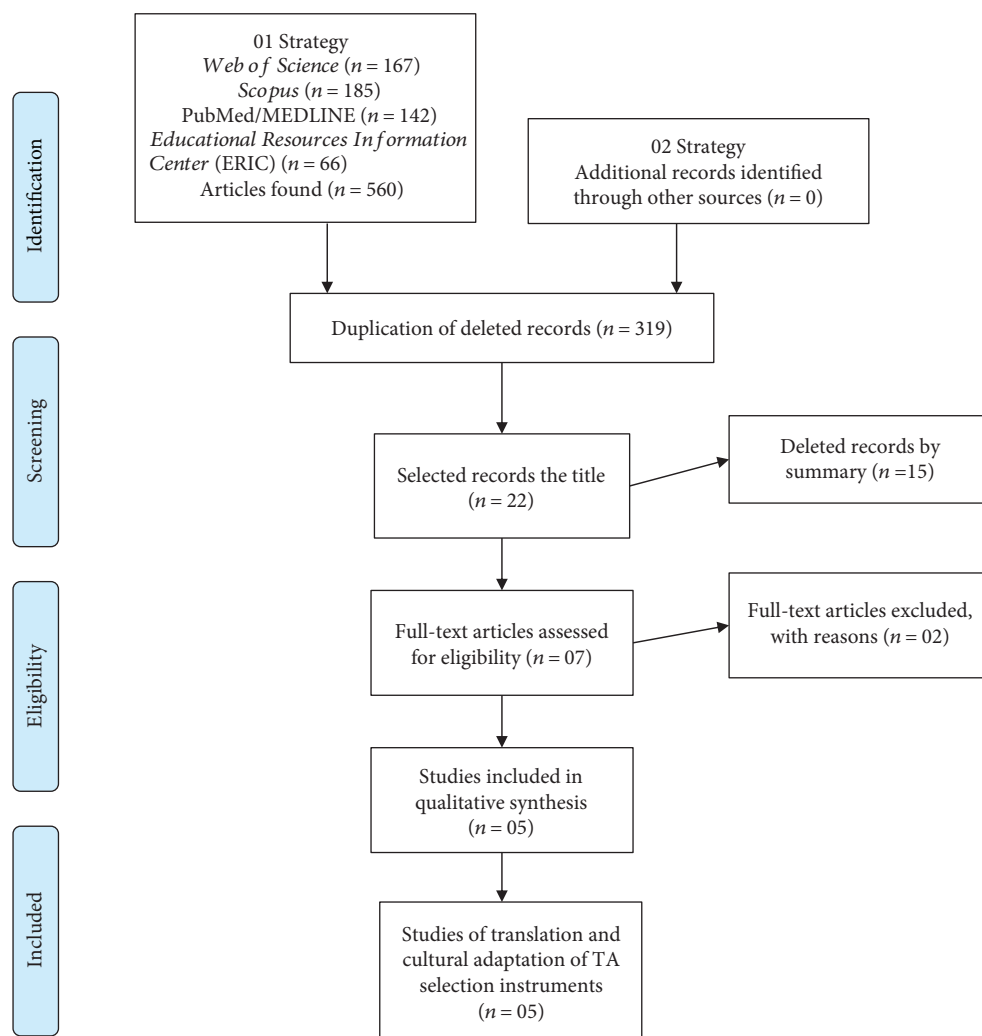 01 Strategy
Web of Science (n = 167)
Scopus (n = 185)
PubMed/MEDLINE (n = 142)
Educational Resources Information
Center (ERIC) (n = 66)
Articles found (n = 560)
02 Strategy
Additional records identified
through other sources (n = 0)
Identification
Duplication of deleted records (n = 319)
Screening
Selected records the title
(n = 22)
Deleted records by
summary (n =15)
Eligibility
Full-text articles assessed
for eligibility (n = 07)
Full-text articles excluded,
with reasons (n = 02)
Studies included in
qualitative synthesis
(n = 05)
Included
Studies of translation and
cultural adaptation of TA
selection instruments
(n = 05)